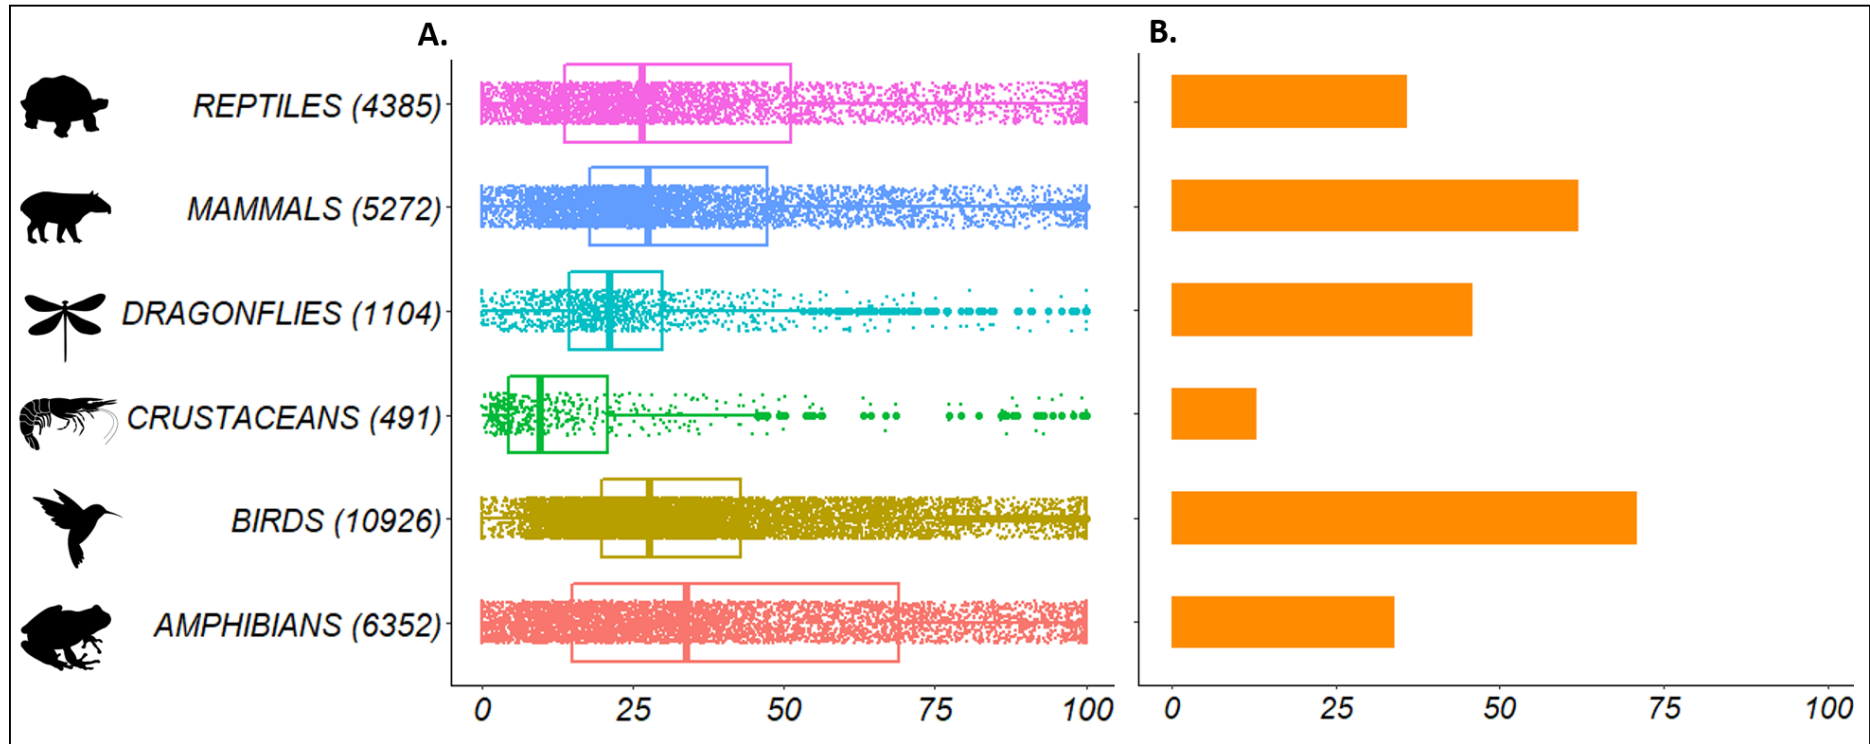 A.
B.
REPTILES (4385)
MAMMALS (5272)
DRAGONFLIES (1104)
CRUSTACEANS (491)
BIRDS (10926)
AMPHIBIANS (6352)
0 25 50 75 100
0 25 50 75 100